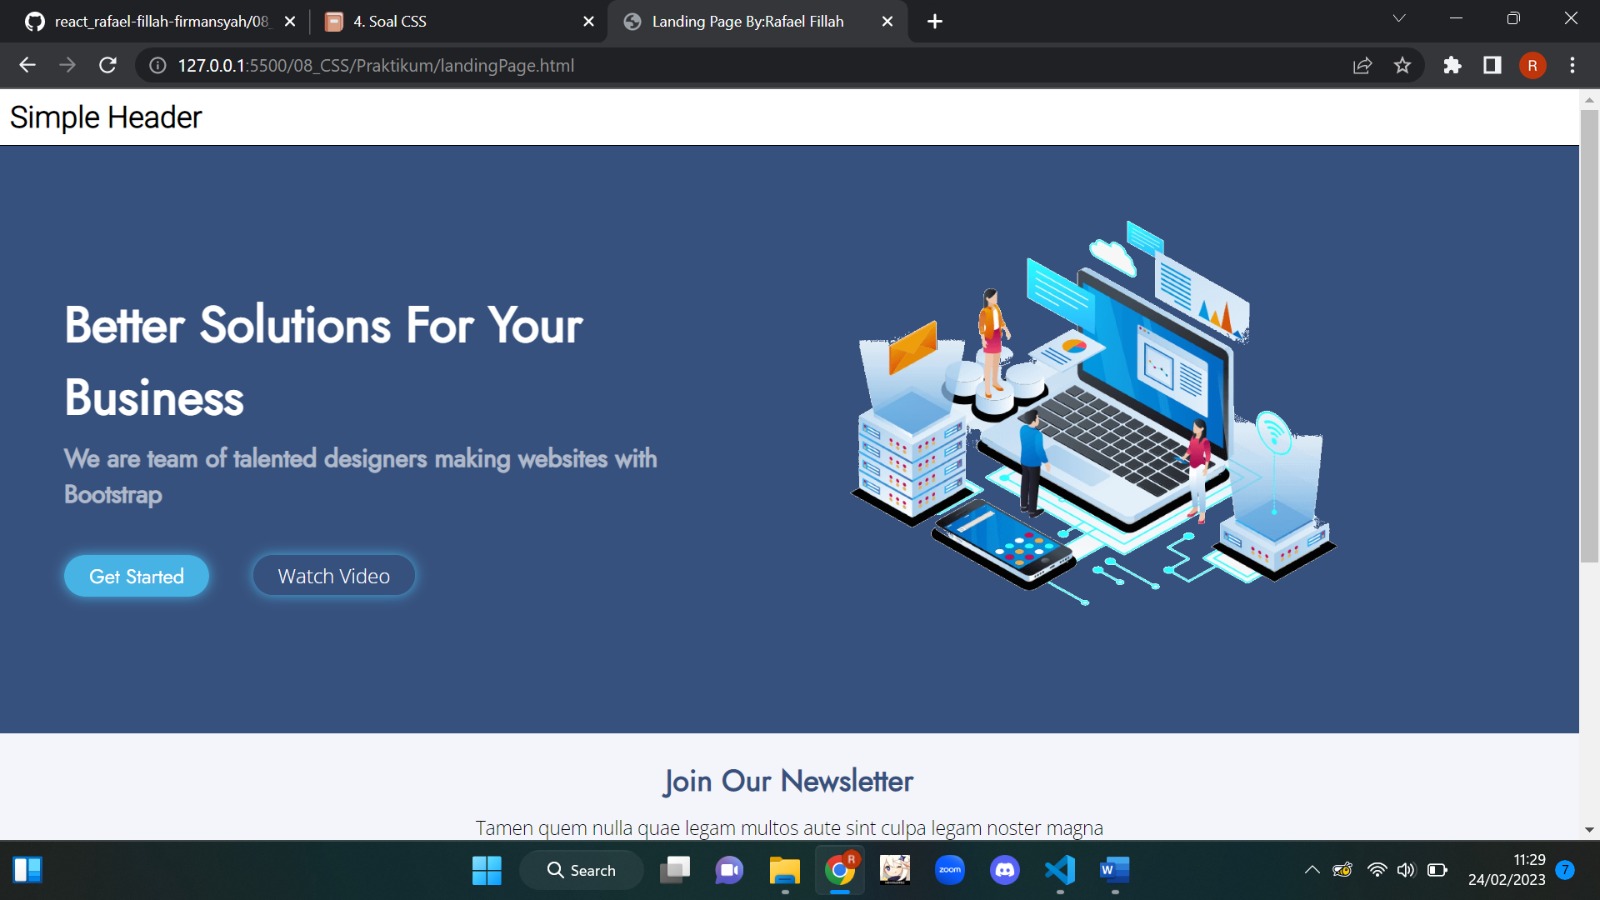 react_rafael-fillah-firmansyah/08_
4. Soal CSS
Landing Page By:Rafael Fillah
127.0.0.1:5500/08_CSS/Praktikum/landingPage.html
R
Simple Header
Better Solutions For Your
Business
We are team of talented designers making websites with
Bootstrap
Get Started
Watch Video
Join Our Newsletter
Tamen quem nulla quae legam multos aute sint culpa legam noster magna
Search
R
zoom
W
11:29
24/02/2023
7